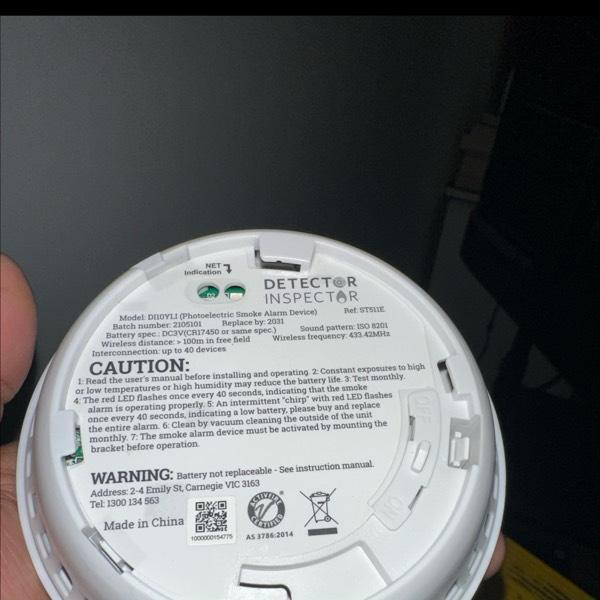 NET
Indication
DETECTOR
INSPECTOR
Model: DI10YLI (Photoelectric Smoke Alarm Device) Ref: ST511E
Batch number: 2105101 Replace by: 2031
Battery spec.: DC3V(CR17450 or same spec.) Sound pattern: ISO 8201
Wireless distance: > 100m in free field Wireless frequency: 433.42MHz
Interconnection: up to 40 devices
CAUTION:
1: Read the user's manual before installing and operating. 2: Constant exposures to high
or low temperatures or high humidity may reduce the battery life. 3: Test monthly.
4: The red LED flashes once every 40 seconds, indicating that the smoke
alarm is operating properly. 5: An intermittent "chirp" with red LED flashes
once every 40 seconds, indicating a low battery, please buy and replace
the entire alarm. 6: Clean by vacuum cleaning the outside of the unit
monthly. 7: The smoke alarm device must be activated by mounting the
bracket before operation.
WARNING: Battery not replaceable - See instruction manual.
Address: 2-4 Emily St, Carnegie VIC 3163
Tel: 1300 134 563
Made in China
1000000154775
ACTIVFIRE
CERTIFIED
AS 3786:2014
OFF